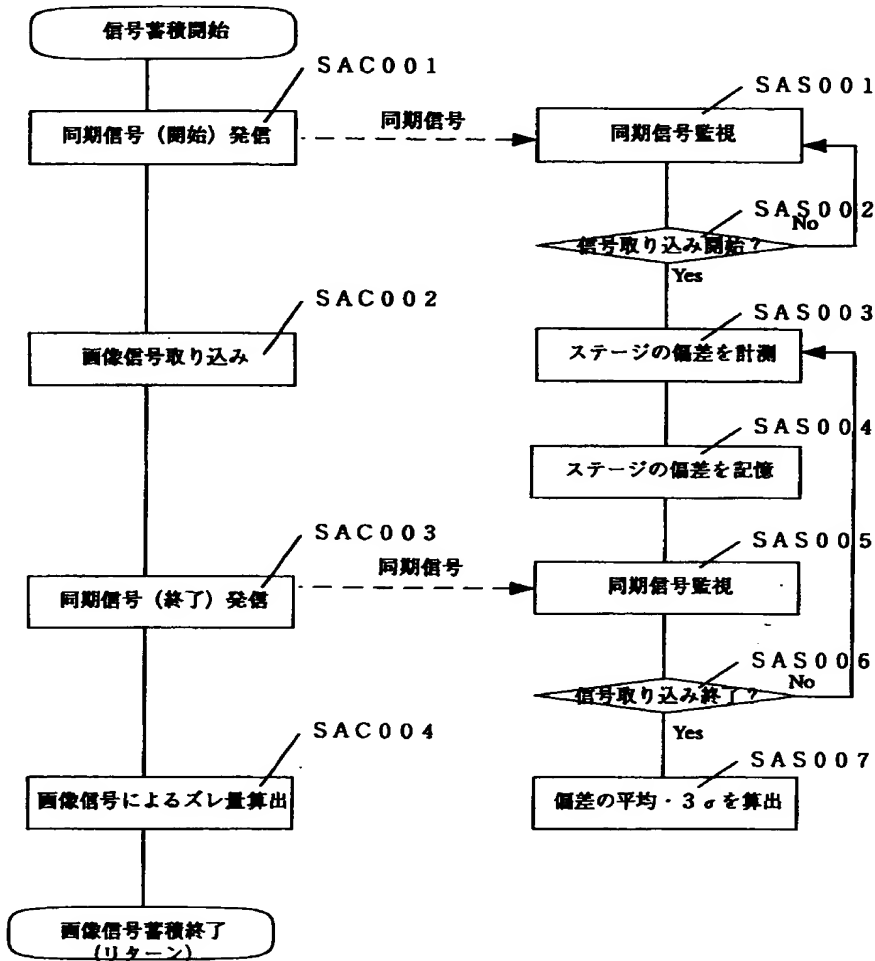 信号蓄積開始
SAC001
同期信号（開始）発信
同期信号
SAS001
同期信号監視
SAS002
No
信号取り込み開始？
Yes
SAC002
画像信号取り込み
SAS003
ステージの偏差を計測
SAS004
ステージの偏差を記憶
SAC003
同期信号（終了）発信
同期信号
SAS005
同期信号監視
SAS006
No
信号取り込み終了？
Yes
SAC004
画像信号によるズレ量算出
SAS007
偏差の平均・3σを算出
画像信号蓄積終了
(リターン)